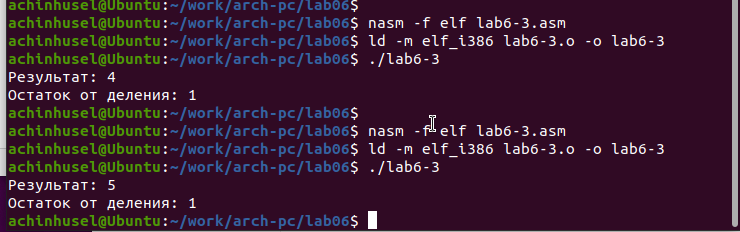 achinhusel@Ubuntu:~/work/arch-pc/lab06$
achinhusel@Ubuntu:~/work/arch-pc/lab06$ nasm -f elf lab6-3.asm
achinhusel@Ubuntu:~/work/arch-pc/lab06$ ld -m elf_i386 lab6-3.o -o lab6-3
achinhusel@Ubuntu:~/work/arch-pc/lab06$ ./lab6-3
Результат: 4
Остаток от деления: 1
achinhusel@Ubuntu:~/work/arch-pc/lab06$
achinhusel@Ubuntu:~/work/arch-pc/lab06$ nasm -f elf lab6-3.asm
achinhusel@Ubuntu:~/work/arch-pc/lab06$ ld -m elf_i386 lab6-3.o -o lab6-3
achinhusel@Ubuntu:~/work/arch-pc/lab06$ ./lab6-3
Результат: 5
Остаток от деления: 1
achinhusel@Ubuntu:~/work/arch-pc/lab06$